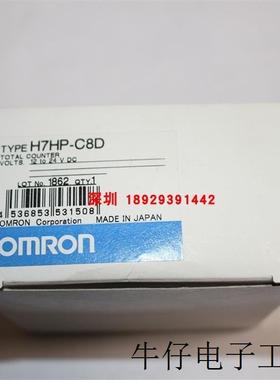 TYPE H7HP-C8D
TOTAL COUNTER
VOLTS. 12 to 24 V DC
LOT No. 1862 QTY.1
4 536853 531508
深圳 18929391442
OMRON Corporation MADE IN JAPAN
OMRON
牛仔电子工